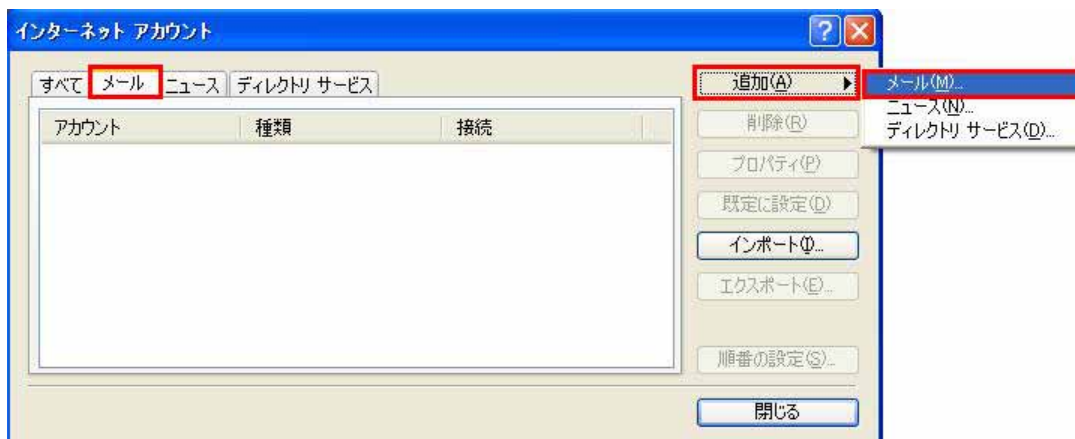 インターネット アカウント
すべて メール ニュース ディレクトリ サービス
アカウント 種類 接続
追加(A)
メール(M)...
ニュース(N)...
ディレクトリ サービス(D)...
削除(R)
プロパティ(P)
既定に設定(D)
インポート(I)...
エクスポート(E)...
順番の設定(S)...
閉じる